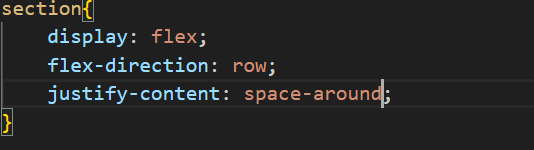 section{
    display: flex;
    flex-direction: row;
    justify-content: space-around;
}